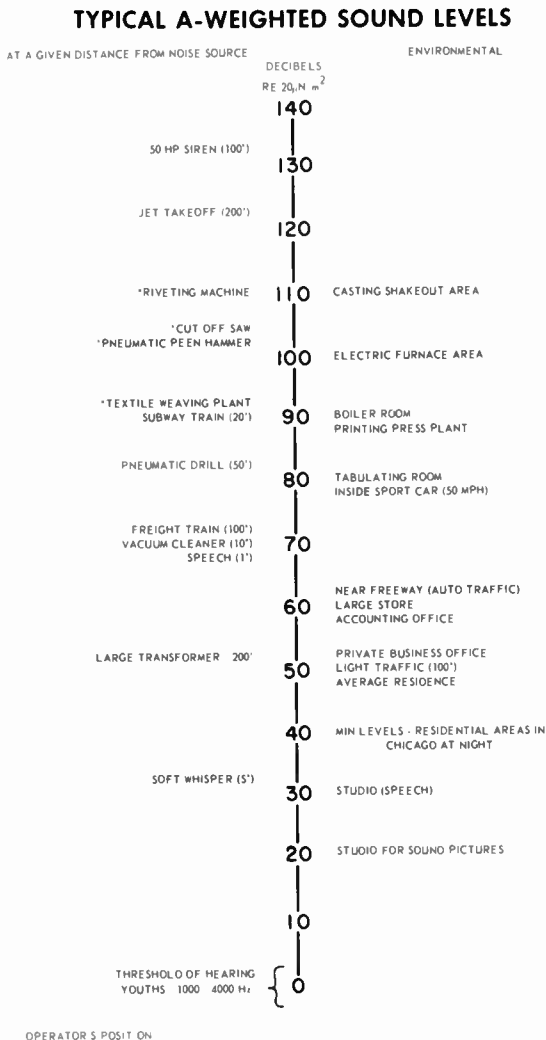 TYPICAL A-WEIGHTED SOUND LEVELS
AT A GIVEN DISTANCE FROM NOISE SOURCE
ENVIRONMENTAL
DECIBELS
RE 20µN m2
140
50 HP SIREN (100')
130
JET TAKEOFF (200')
120
*RIVETING MACHINE
110
CASTING SHAKEOUT AREA
*CUT OFF SAW
*PNEUMATIC PEEN HAMMER
100
ELECTRIC FURNACE AREA
*TEXTILE WEAVING PLANT
SUBWAY TRAIN (20')
90
BOILER ROOM
PRINTING PRESS PLANT
PNEUMATIC DRILL (50')
80
TABULATING ROOM
INSIDE SPORT CAR (50 MPH)
FREIGHT TRAIN (100')
VACUUM CLEANER (10')
SPEECH (1')
70
NEAR FREEWAY (AUTO TRAFFIC)
60
LARGE STORE
ACCOUNTING OFFICE
LARGE TRANSFORMER 200'
50
PRIVATE BUSINESS OFFICE
LIGHT TRAFFIC (100')
AVERAGE RESIDENCE
40
MIN LEVELS - RESIDENTIAL AREAS IN
CHICAGO AT NIGHT
SOFT WHISPER (5')
30
STUDIO (SPEECH)
20
STUDIO FOR SOUND PICTURES
10
THRESHOLD OF HEARING
YOUTHS 1000 4000 Hz
0
OPERATOR S POSIT ON